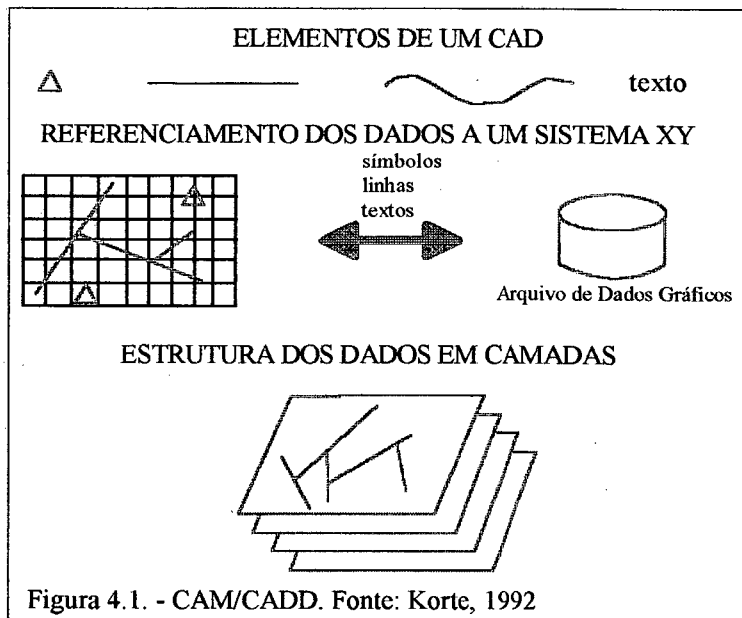 ELEMENTOS DE UM CAD
texto
REFERENCIAMENTO DOS DADOS A UM SISTEMA XY
símbolos
linhas
textos
Arquivo de Dados Gráficos
ESTRUTURA DOS DADOS EM CAMADAS
Figura 4.1. - CAM/CADD. Fonte: Korte, 1992